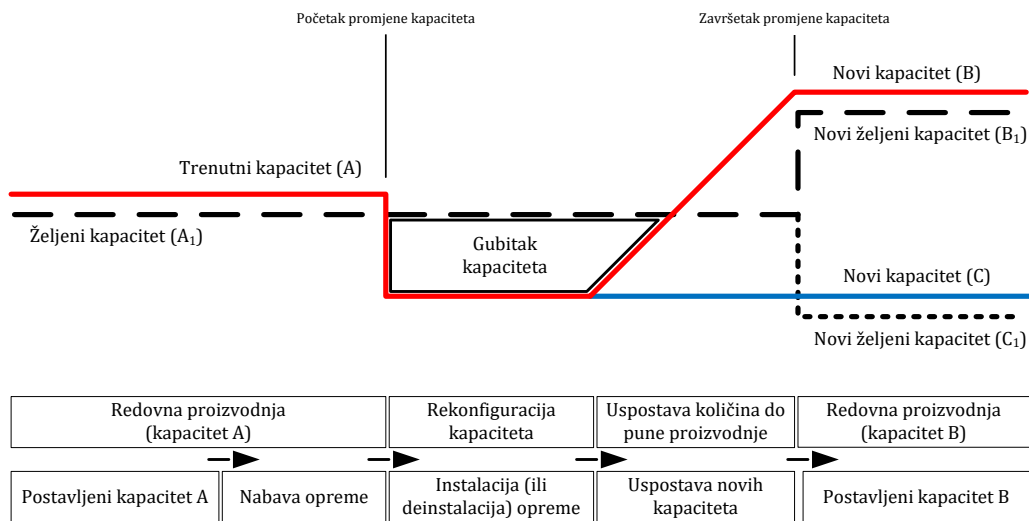 Početak promjene kapaciteta
Završetak promjene kapaciteta
Novi kapacitet (B)
Novi željeni kapacitet (B₁)
Trenutni kapacitet (A)
Željeni kapacitet (A₁)
Gubitak
kapaciteta
Novi kapacitet (C)
Novi željeni kapacitet (C₁)
Redovna proizvodnja
(kapacitet A)
Rekonfiguracija
kapaciteta
Uspostava količina do
pune proizvodnje
Redovna proizvodnja
(kapacitet B)
Postavljeni kapacitet A
Nabava opreme
Instalacija (ili
deinstalacija) opreme
Uspostava novih
kapaciteta
Postavljeni kapacitet B